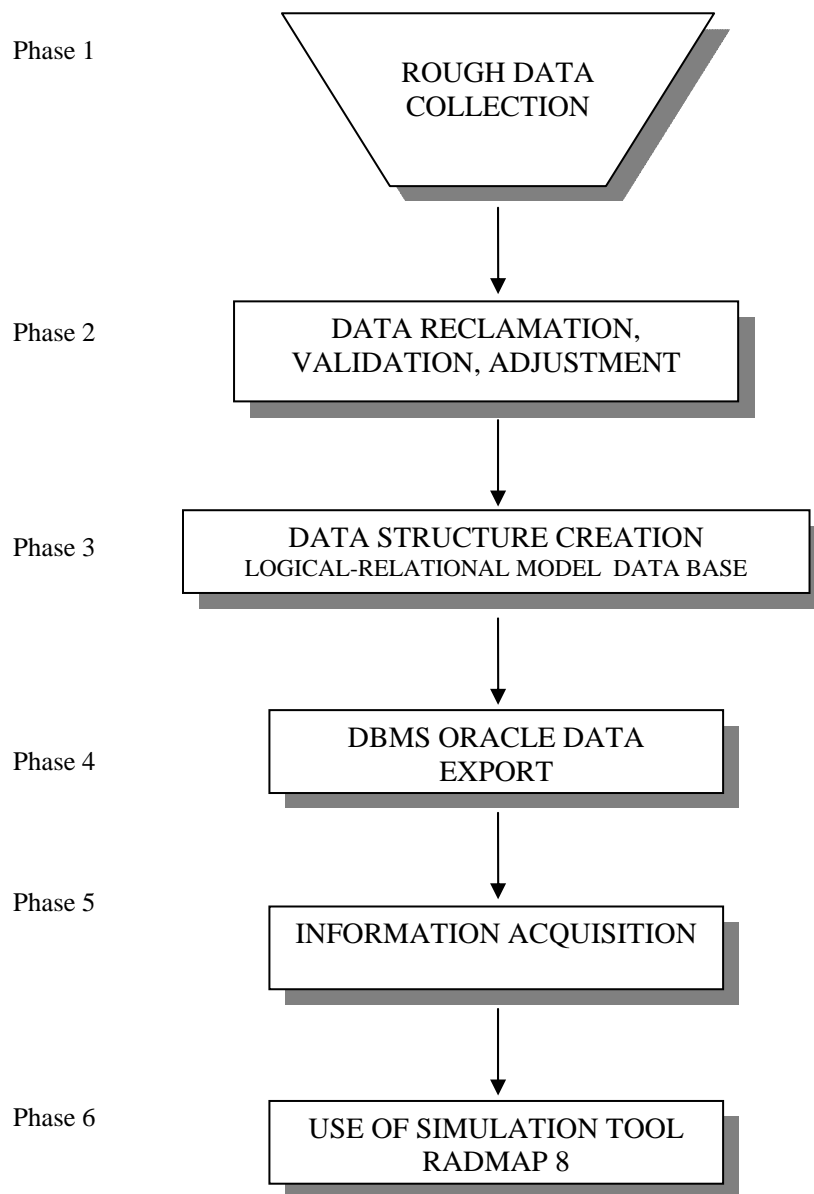 Phase 1
ROUGH DATA
COLLECTION
Phase 2
DATA RECLAMATION,
VALIDATION, ADJUSTMENT
Phase 3
DATA STRUCTURE CREATION
LOGICAL-RELATIONAL MODEL DATA BASE
Phase 4
DBMS ORACLE DATA
EXPORT
Phase 5
INFORMATION ACQUISITION
Phase 6
USE OF SIMULATION TOOL
RADMAP 8